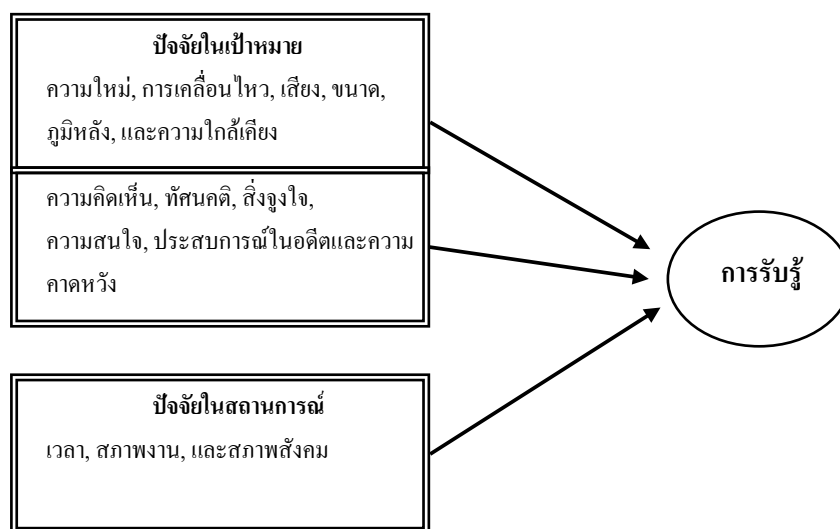 ปัจจัยในเป้าหมาย
ความใหม่, การเคลื่อนไหว, เสียง, ขนาด,
ภูมิหลัง, และความใกล้เคียง
ความคิดเห็น, ทัศนคติ, สิ่งจูงใจ,
ความสนใจ, ประสบการณ์ในอดีตและความ
คาดหวัง
การรับรู้
ปัจจัยในสถานการณ์
เวลา, สภาพงาน, และสภาพสังคม